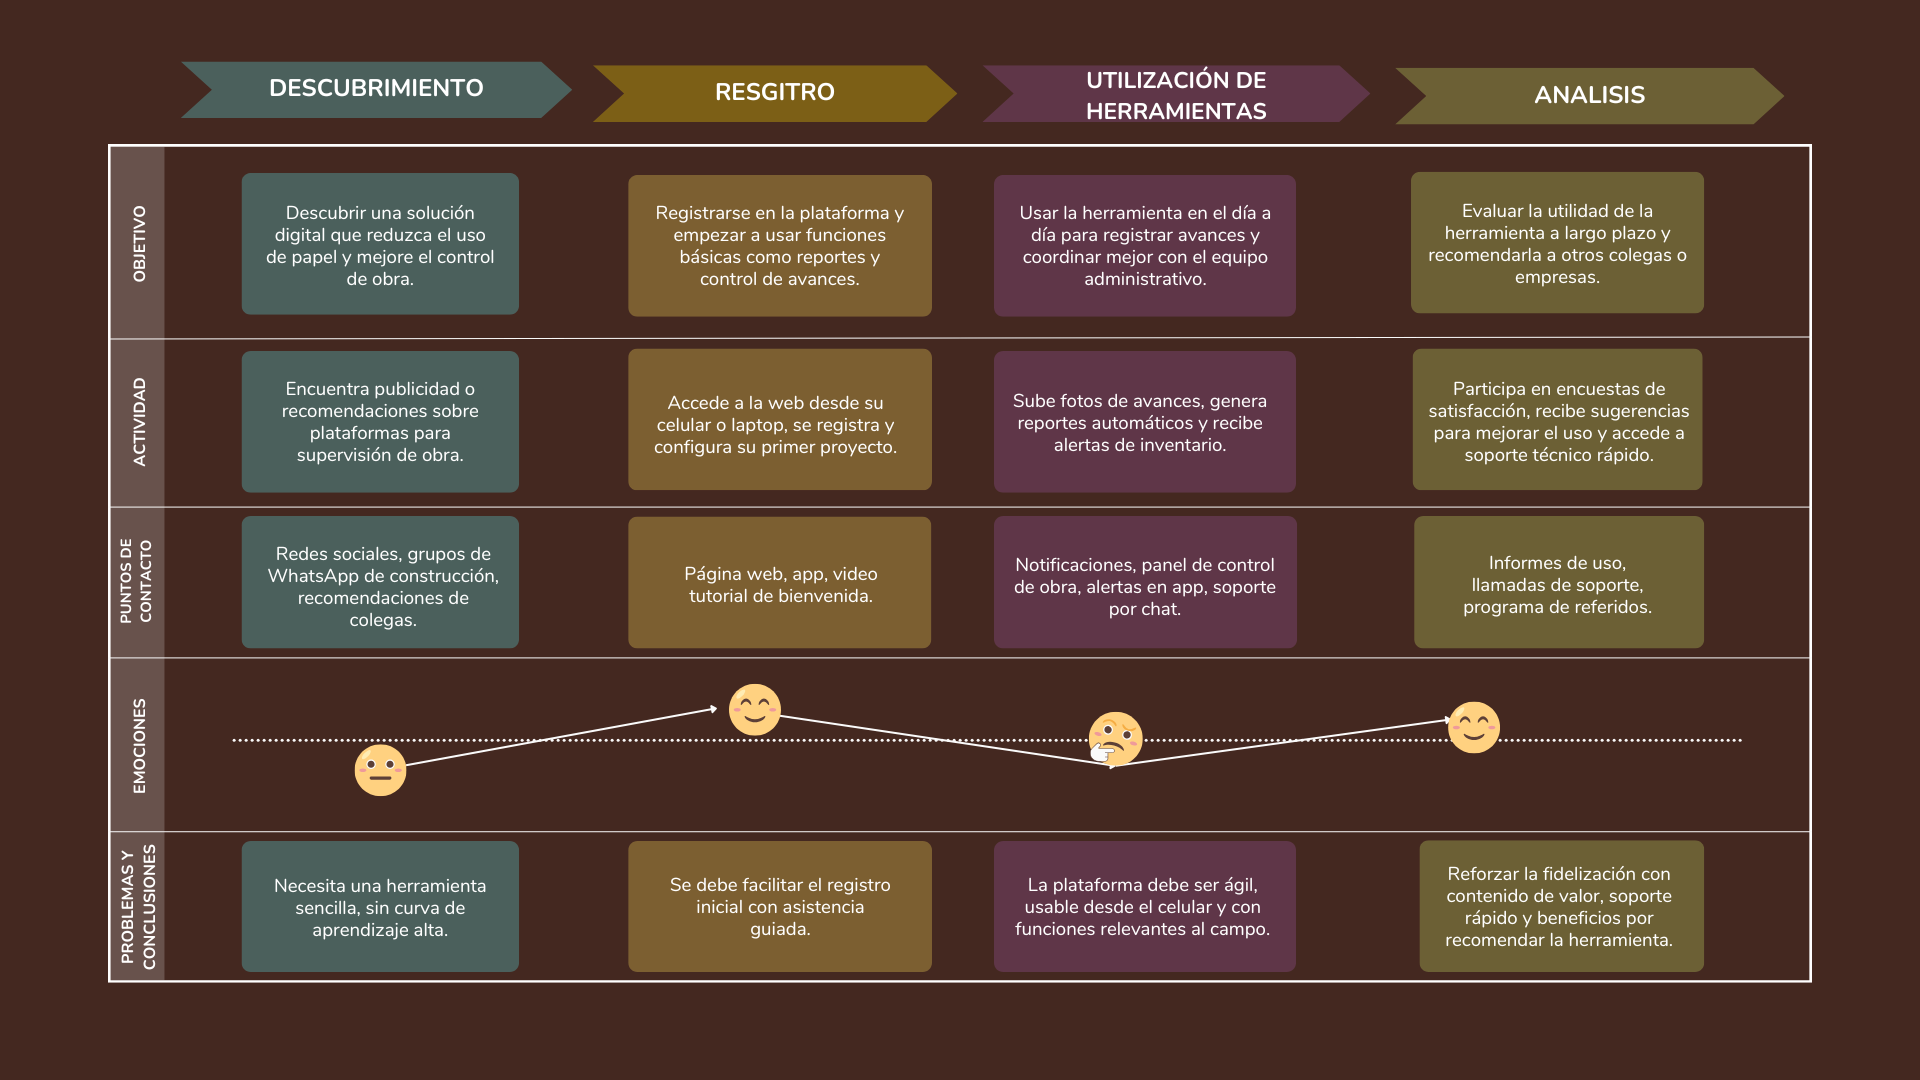 DESCUBRIMIENTO
RESGITRO
UTILIZACIÓN DE
HERRAMIENTAS
ANALISIS
OBJETIVO
Descubrir una solución
digital que reduzca el uso
de papel y mejore el control
de obra.
Registrarse en la plataforma y
empezar a usar funciones
básicas como reportes y
control de avances.
Usar la herramienta en el día a
día para registrar avances y
coordinar mejor con el equipo
administrativo.
Evaluar la utilidad de la
herramienta a largo plazo y
recomendarla a otros colegas o
empresas.
ACTIVIDAD
Encuentra publicidad o
recomendaciones sobre
plataformas para
supervisión de obra.
Accede a la web desde su
celular o laptop, se registra y
configura su primer proyecto.
Sube fotos de avances, genera
reportes automáticos y recibe
alertas de inventario.
Participa en encuestas de
satisfacción, recibe sugerencias
para mejorar el uso y accede a
soporte técnico rápido.
PUNTOS DE
CONTACTO
Redes sociales, grupos de
WhatsApp de construcción,
recomendaciones de
colegas.
Página web, app, video
tutorial de bienvenida.
Notificaciones, panel de control
de obra, alertas en app, soporte
por chat.
Informes de uso,
llamadas de soporte,
programa de referidos.
EMOCIONES
PROBLEMAS Y
CONCLUSIONES
Necesita una herramienta
sencilla, sin curva de
aprendizaje alta.
Se debe facilitar el registro
inicial con asistencia
guiada.
La plataforma debe ser ágil,
usable desde el celular y con
funciones relevantes al campo.
Reforzar la fidelización con
contenido de valor, soporte
rápido y beneficios por
recomendar la herramienta.